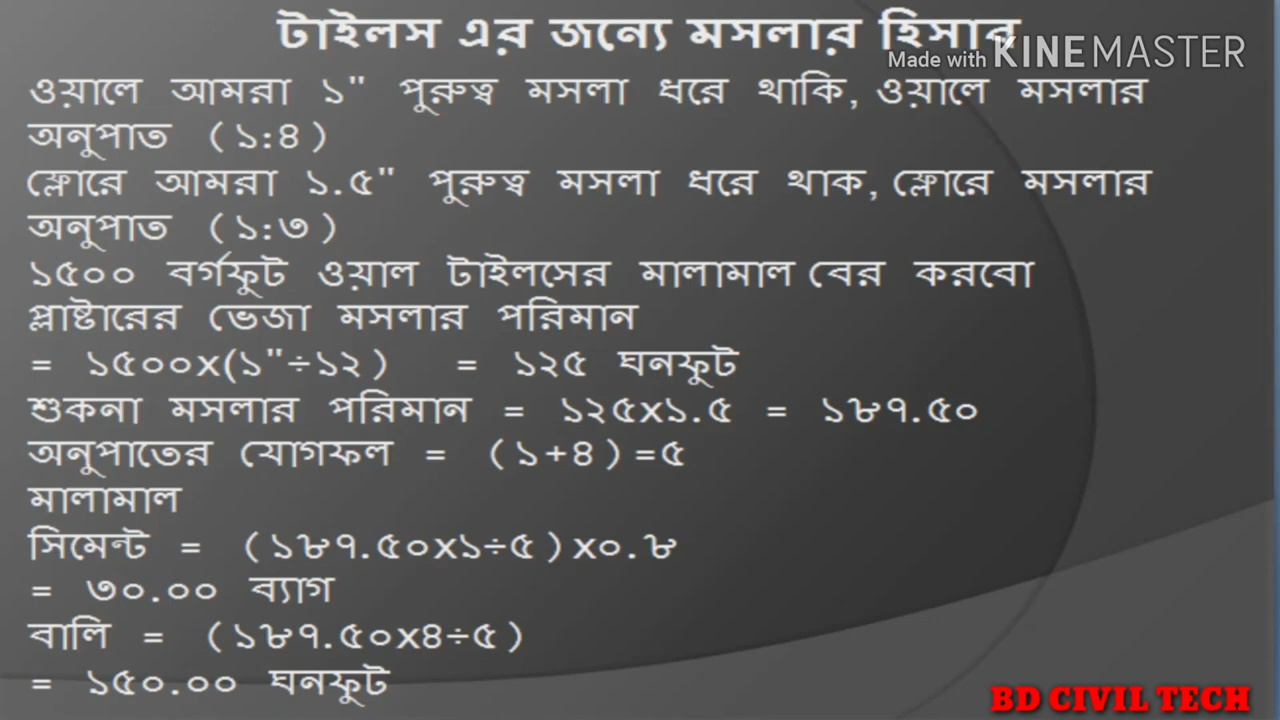 টাইলস এর জন্যে মসলার হিসাব
Made with KINEMASTER
ওয়ালে আমরা ১" পুরুত্ব মসলা ধরে থাকি, ওয়ালে মসলার
অনুপাত (১:৪)
ফ্লোরে আমরা ১.৫" পুরুত্ব মসলা ধরে থাক, ফ্লোরে মসলার
অনুপাত (১:৩)
১৫০০ বর্গফুট ওয়াল টাইলসের মালামাল বের করবো
প্লাষ্টারের ভেজা মসলার পরিমান
= ১৫০০x(১"÷১২) = ১২৫ ঘনফুট
শুকনা মসলার পরিমান = ১২৫x১.৫ = ১৮৭.৫০
অনুপাতের যোগফল = (১+৪)=৫
মালামাল
সিমেন্ট = (১৮৭.৫০x১÷৫)x০.৮
= ৩০.০০ ব্যাগ
বালি = (১৮৭.৫০x৪÷৫)
= ১৫০.০০ ঘনফুট
BD CIVIL TECH